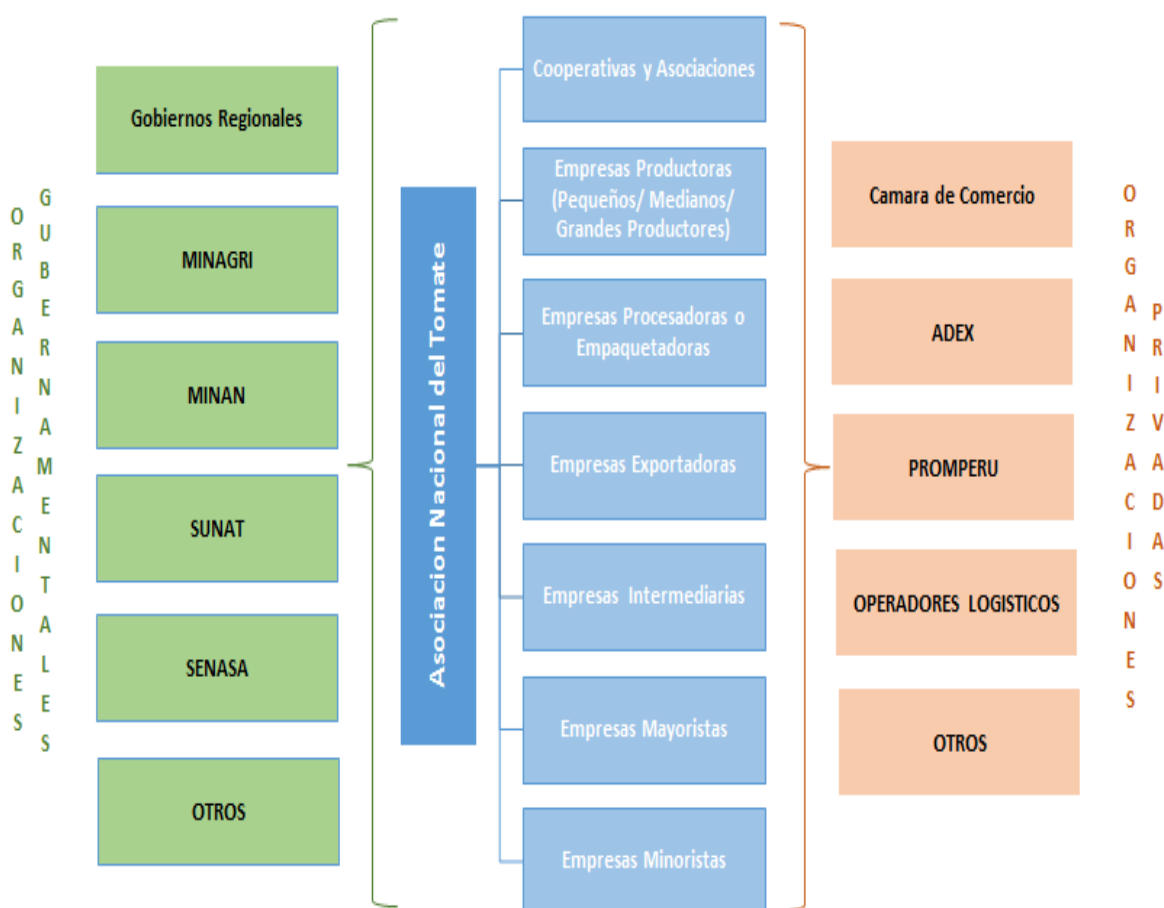 ORGANIZACIONES
GUBERNAMENTALES
Gobiernos Regionales
MINAGRI
MINAN
SUNAT
SENASA
OTROS
Asociacion Nacional del Tomate
Cooperativas y Asociaciones
Empresas Productoras
(Pequeños/ Medianos/
Grandes Productores)
Empresas Procesadoras o
Empaquetadoras
Empresas Exportadoras
Empresas Intermediarias
Empresas Mayoristas
Empresas Minoristas
Camara de Comercio
ADEX
PROMPERU
OPERADORES LOGISTICOS
OTROS
ORGANIZACIONES
PRIVADAS